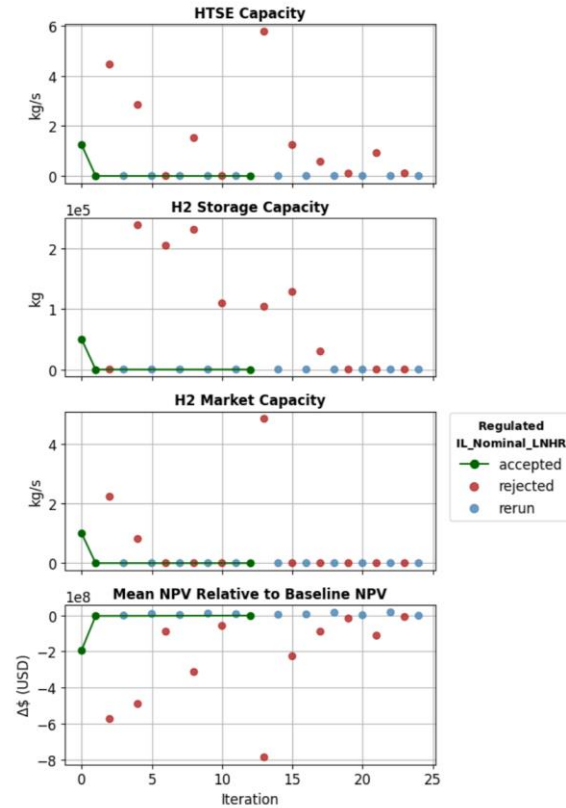 HTSE Capacity
6
4
2
0
kg/s
1e5
H2 Storage Capacity
2
1
0
kg
H2 Market Capacity
4
2
0
kg/s
Regulated
IL_Nominal_LNHR
accepted
rejected
rerun
1e8
Mean NPV Relative to Baseline NPV
0
−2
−4
−6
−8
Δ$ (USD)
0 5 10 15 20 25
Iteration